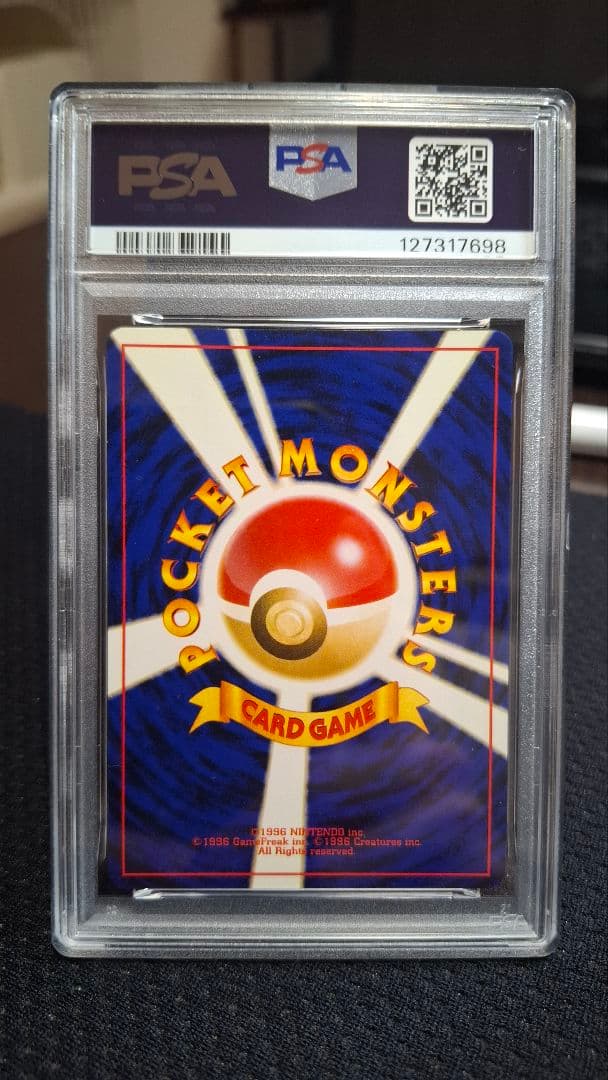 PSA
PSA
127317698
POCKET MONSTERS
CARD GAME
©1996 NINTENDO inc.
©1996 GameFreak inc. ©1996 Creatures inc.
All Rights reserved.